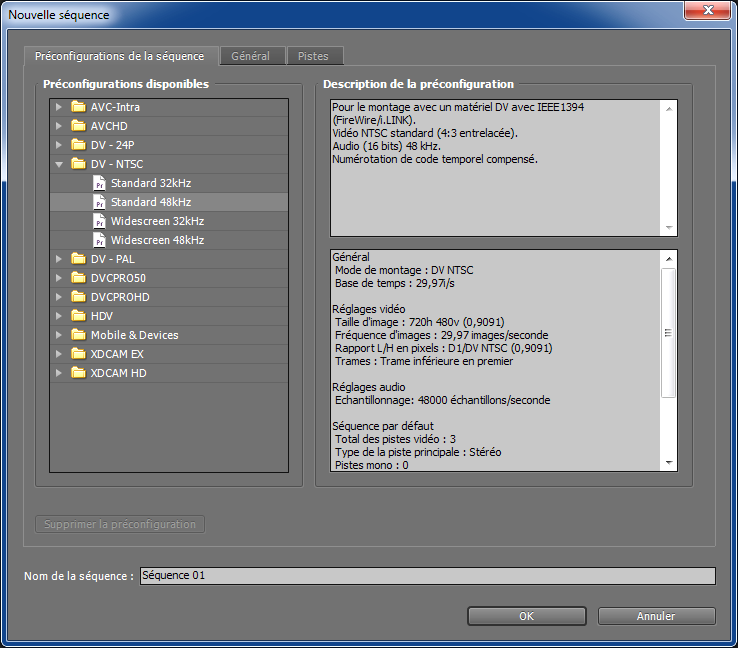 Nouvelle séquence
Préconfigurations de la séquence
Général
Pistes
Préconfigurations disponibles
AVC-Intra
AVCHD
DV - 24P
DV - NTSC
Pr Standard 32kHz
Pr Standard 48kHz
Pr Widescreen 32kHz
Pr Widescreen 48kHz
DV - PAL
DVCPRO50
DVCPROHD
HDV
Mobile & Devices
XDCAM EX
XDCAM HD
Description de la préconfiguration
Pour le montage avec un matériel DV avec IEEE1394
(FireWire/i.LINK).
Vidéo NTSC standard (4:3 entrelacée).
Audio (16 bits) 48 kHz.
Numérotation de code temporel compensé.
Général
Mode de montage : DV NTSC
Base de temps : 29,97i/s
Réglages vidéo
Taille d'image : 720h 480v (0,9091)
Fréquence d'images : 29,97 images/seconde
Rapport L/H en pixels : D1/DV NTSC (0,9091)
Trames : Trame inférieure en premier
Réglages audio
Echantillonnage: 48000 échantillons/seconde
Séquence par défaut
Total des pistes vidéo : 3
Type de la piste principale : Stéréo
Pistes mono : 0
Supprimer la préconfiguration
Nom de la séquence : Séquence 01
OK
Annuler